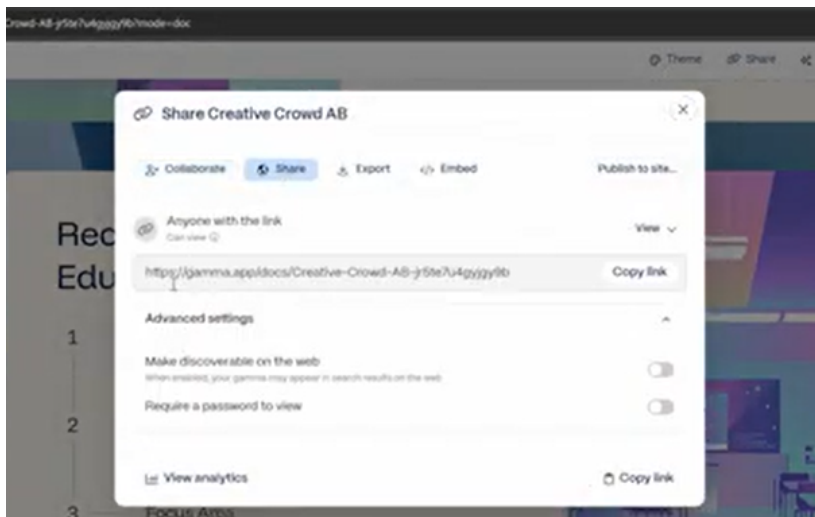 Crowd-AB-jr5te7u4gyjgy9b?mode=doc
Theme Share
Share Creative Crowd AB
Collaborate Share Export Embed Publish to site...
Anyone with the link
Can view
View
https://gamma.app/docs/Creative-Crowd-AB-jr5te7u4gyjgy9b Copy link
Advanced settings
Make discoverable on the web
When enabled, your gamma may appear in search results on the web
Require a password to view
View analytics Copy link
Rec
Edu
1
2
3 Focus Area